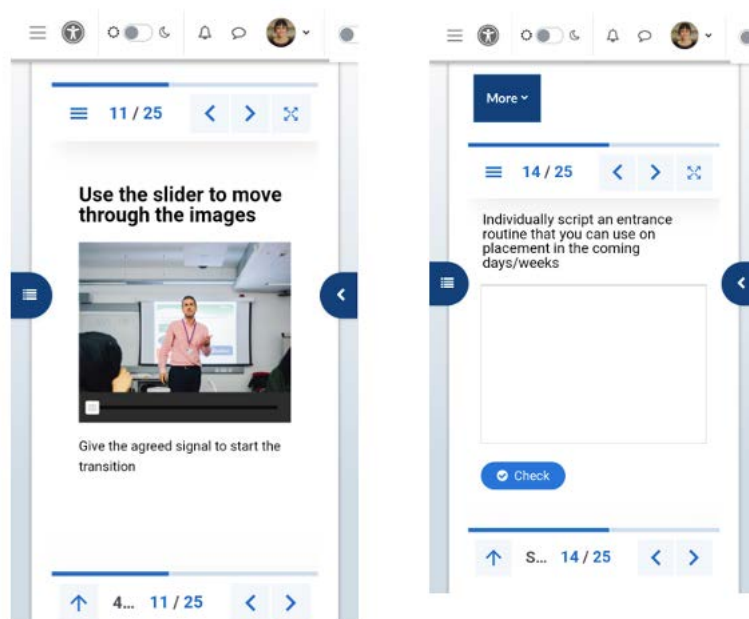 11 / 25
Use the slider to move
through the images
Give the agreed signal to start the
transition
4... 11 / 25
More
14 / 25
Individually script an entrance
routine that you can use on
placement in the coming
days/weeks
Check
S... 14 / 25